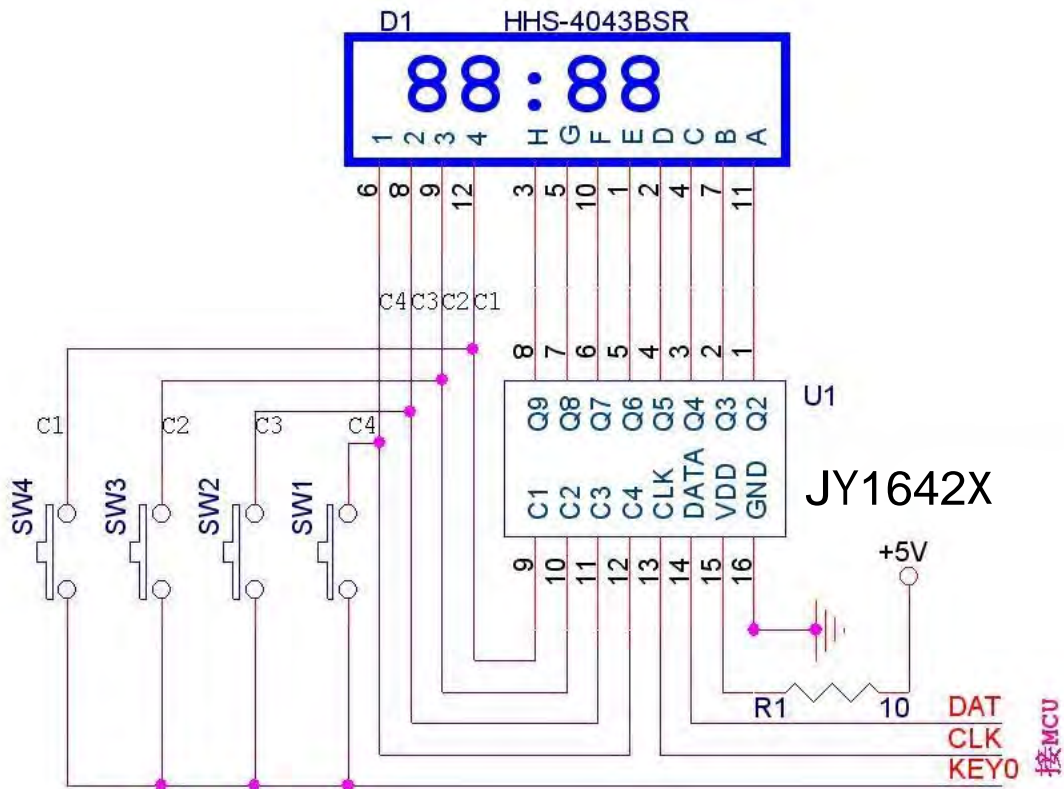 D1 HHS-4043BSR
88:88
1 2 3 4 H G F E D C B A
6 8 9 12 3 5 10 1 2 4 7 11
C4 C3 C2 C1
8 7 6 5 4 3 2 1
U1
Q9 Q8 Q7 Q6 Q5 Q4 Q3 Q2
C1 C2 C3 C4
C1 C2 C3 C4 CLK DATA VDD GND
JY1642X
SW4 SW3 SW2 SW1
9 10 11 12 13 14 15 16
+5V
R1 10
DAT
CLK
KEY0
接MCU